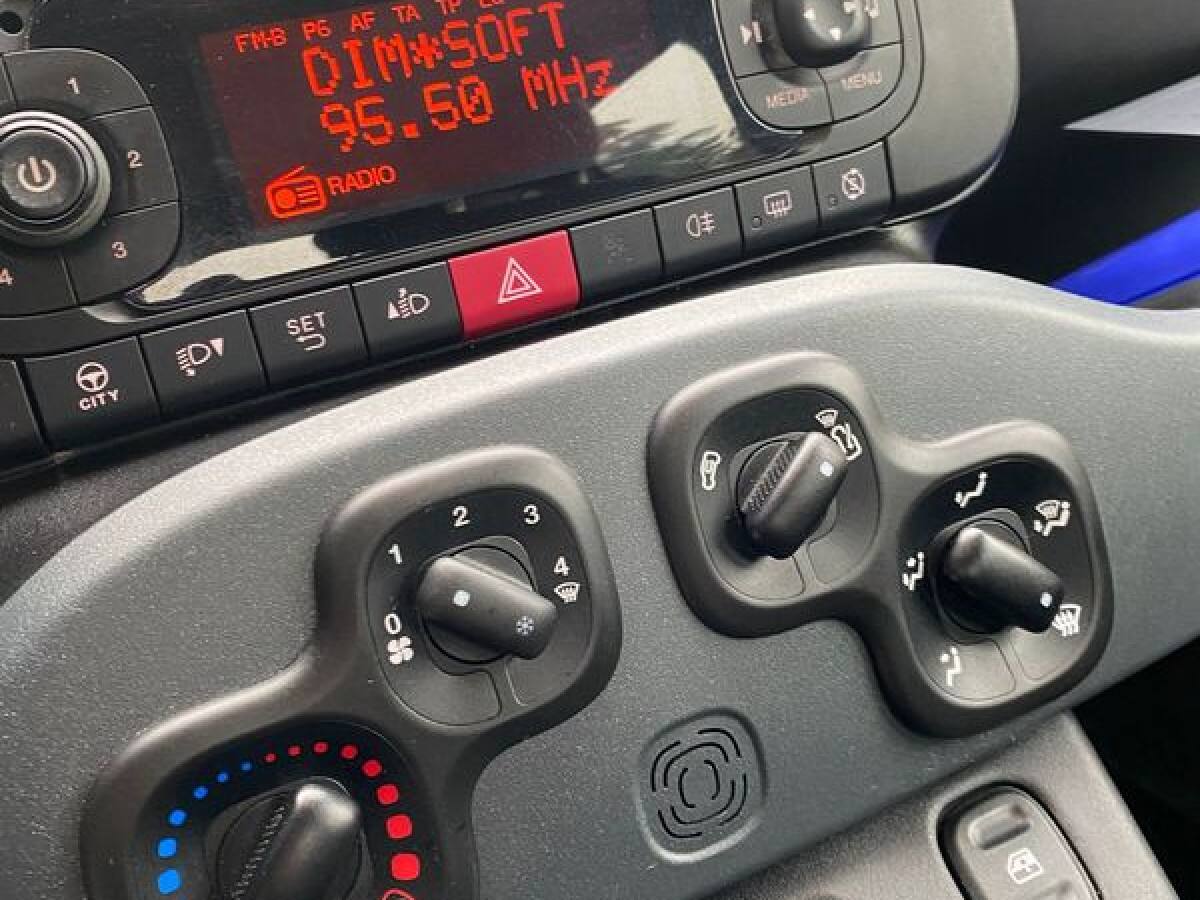 FM-B P6 AF TA TP
DIM*SOFT
95.50 MHz
RADIO
1
2
3
4
MEDIA
MENU
CITY
SET
0
1
2
3
4